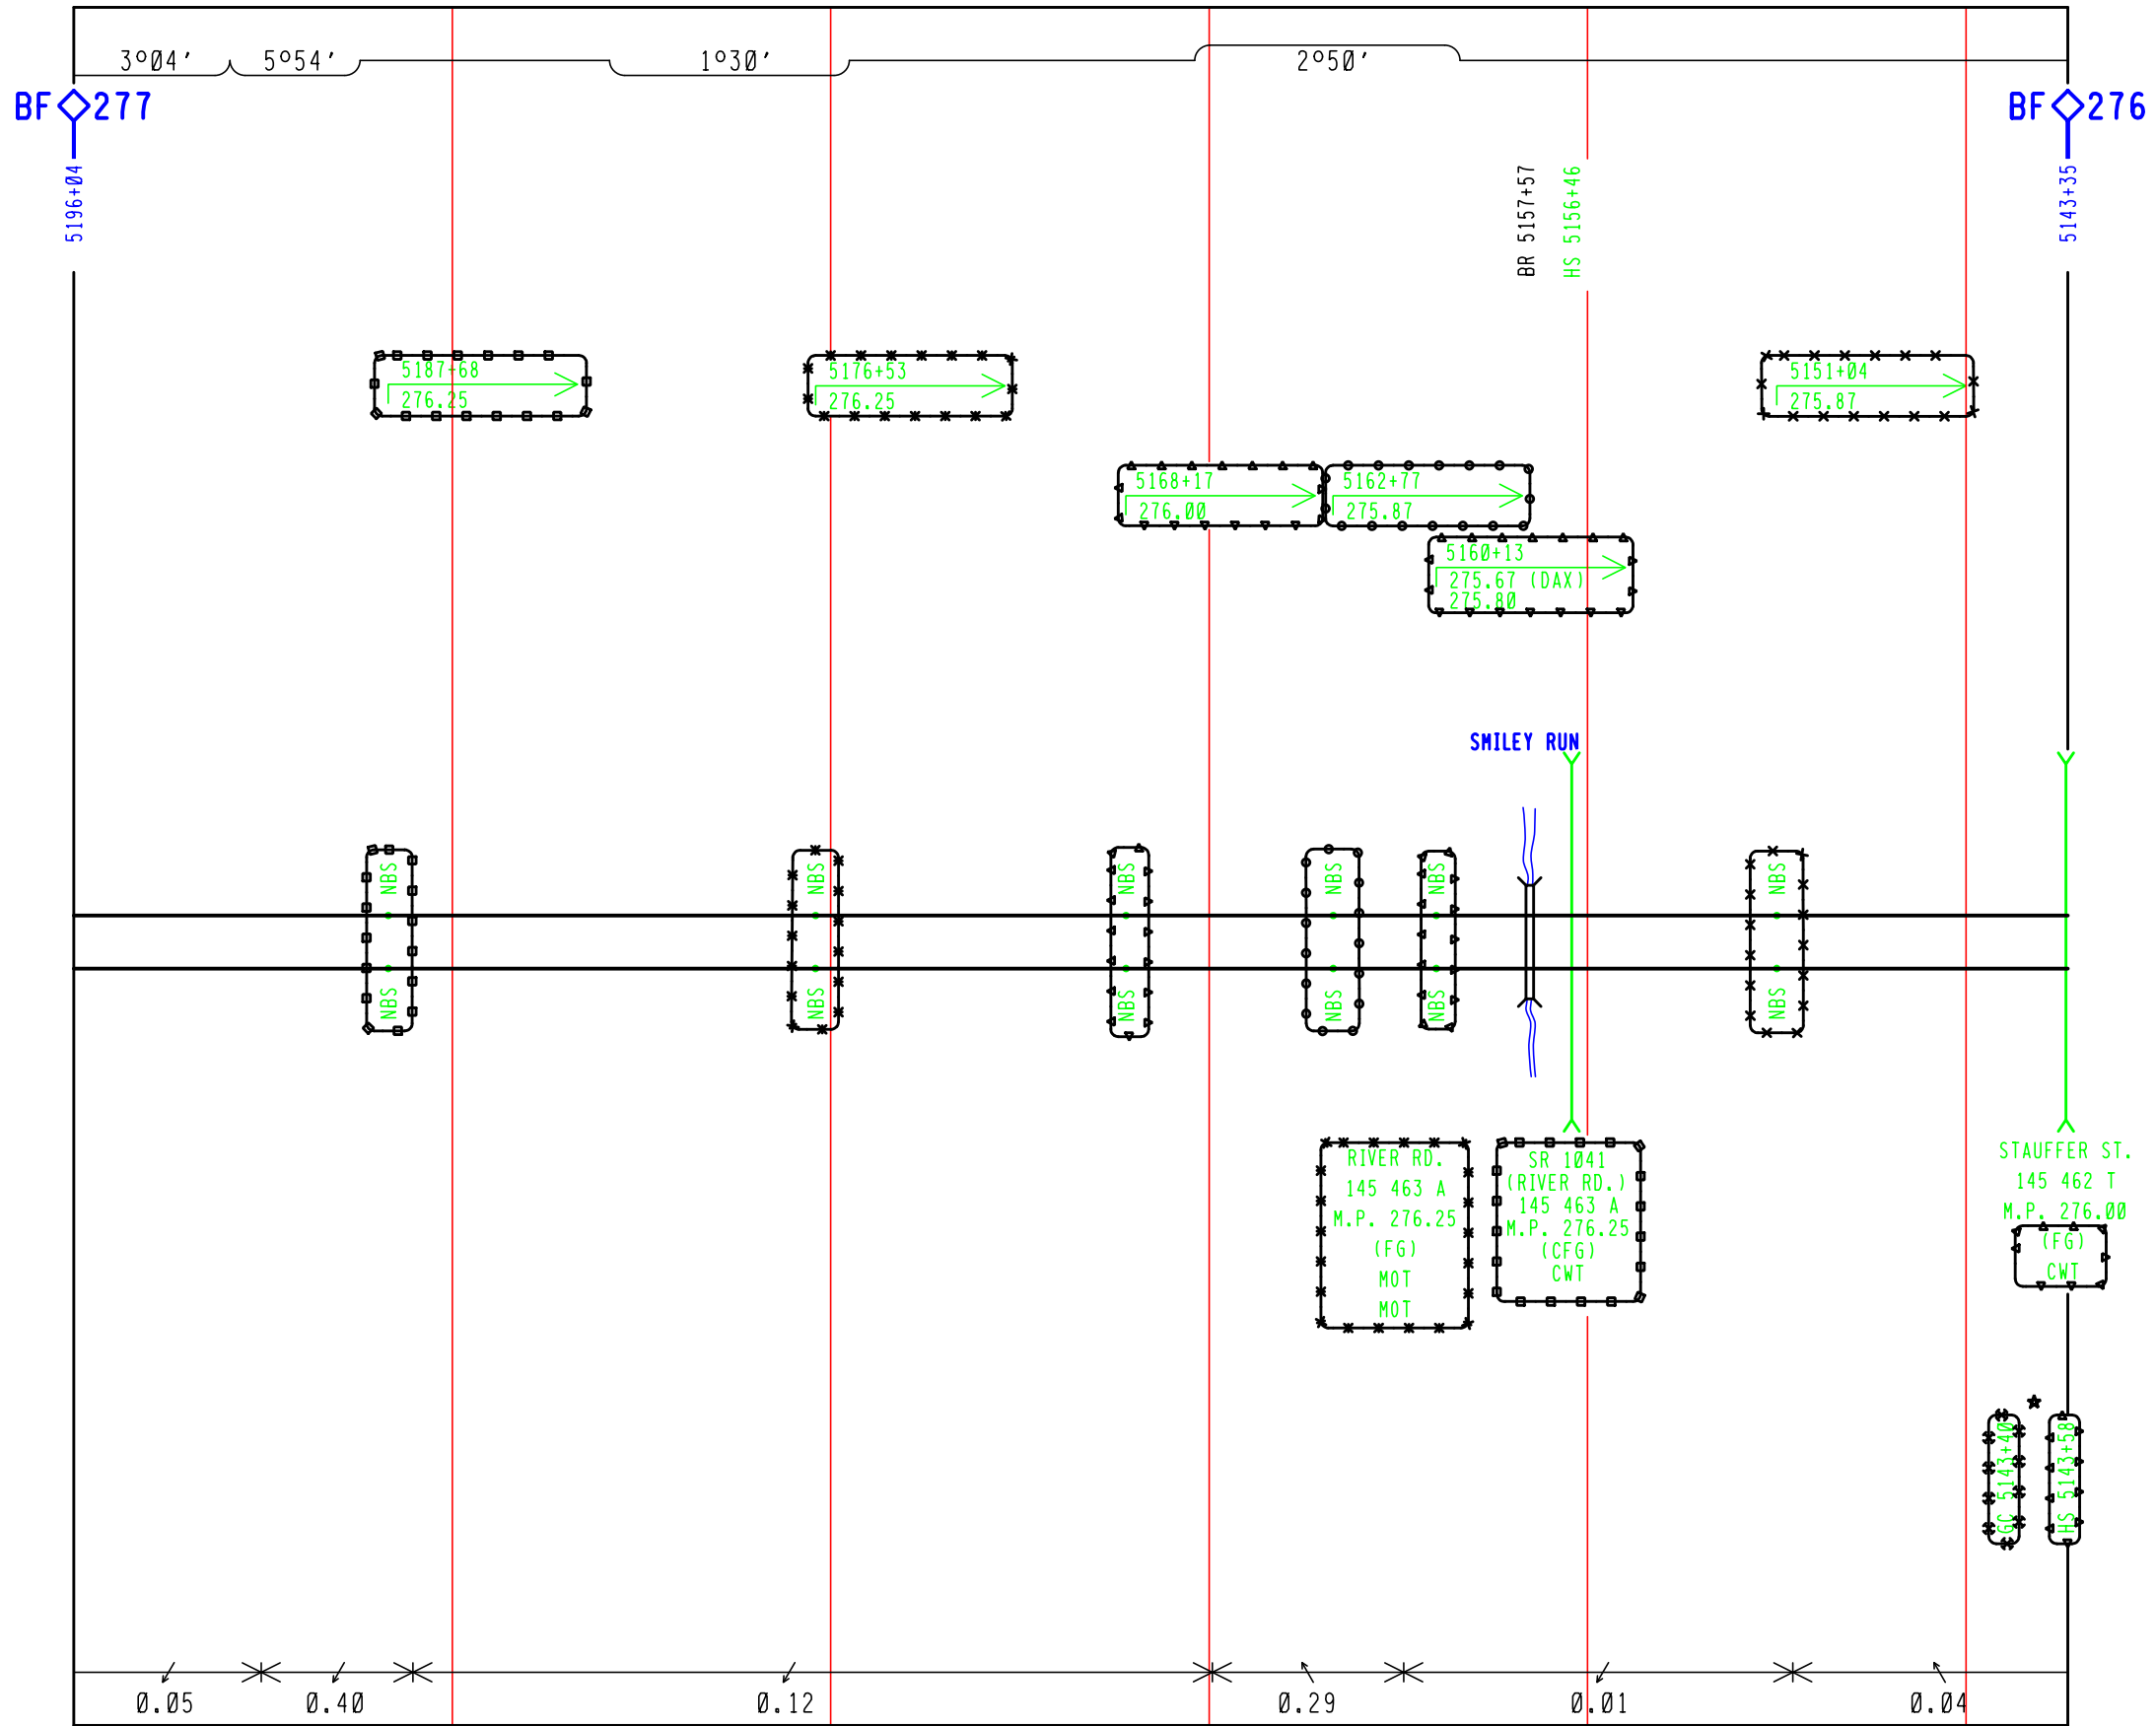 3°04' 5°54' 1°30' 2°50'
BF 277
BF 276
5196+04
BR 5157+57
HS 5156+46
5143+35
5187+68
276.25
5176+53
276.25
5151+04
275.87
5168+17
276.00
5162+77
275.87
5160+13
275.67 (DAX)
275.80
SMILEY RUN
NBS NBS NBS NBS NBS NBS
NBS NBS NBS NBS NBS NBS
RIVER RD.
145 463 A
M.P. 276.25
(FG)
MOT
MOT
SR 1041
(RIVER RD.)
145 463 A
M.P. 276.25
(CFG)
CWT
STAUFFER ST.
145 462 T
M.P. 276.00
(FG)
CWT
GC 5143+40
HS 5143+58
0.05 0.40 0.12 0.29 0.01 0.04